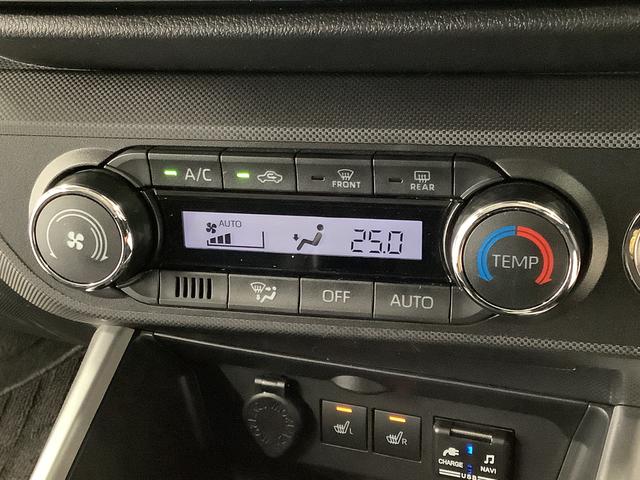 A/C
FRONT
REAR
AUTO
25.0
TEMP
OFF
AUTO
L
R
CHARGE
NAVI
USB